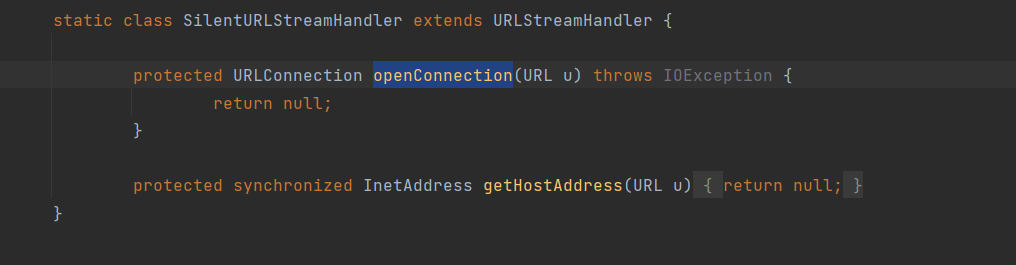 static class SilentURLStreamHandler extends URLStreamHandler {
protected URLConnection openConnection(URL u) throws IOException {
return null;
}
protected synchronized InetAddress getHostAddress(URL u) { return null; }
}